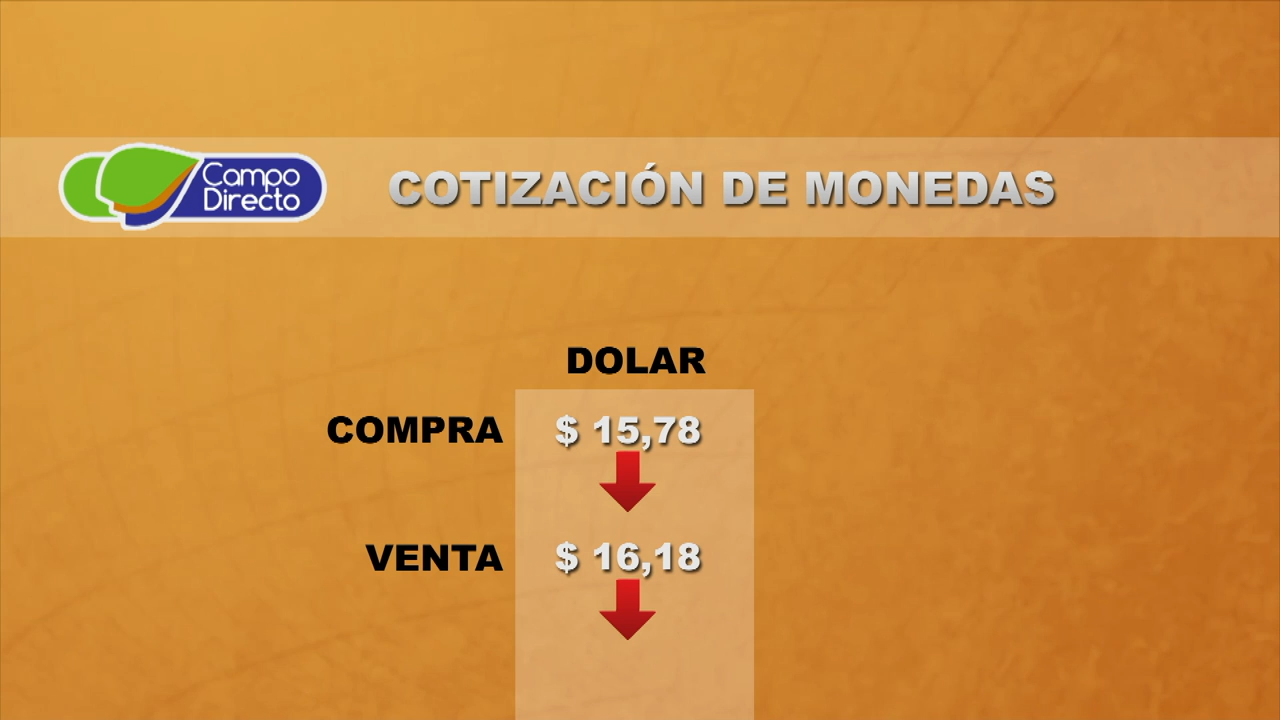 Campo
Directo
COTIZACIÓN DE MONEDAS
DOLAR
COMPRA $ 15,78
VENTA $ 16,18